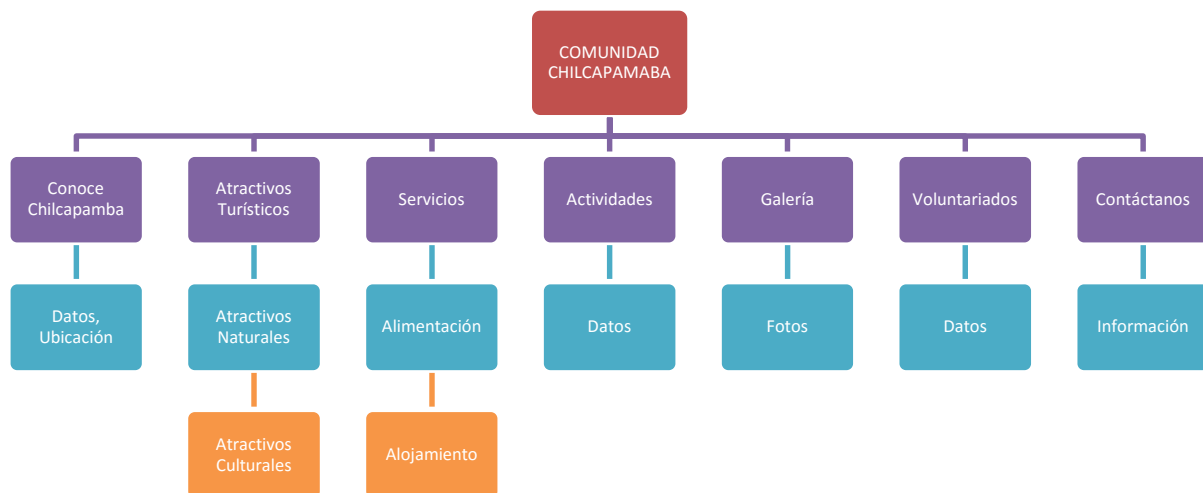 COMUNIDAD
CHILCAPAMABA
Conoce
Chilcapamba
Atractivos
Turísticos
Servicios
Actividades
Galería
Voluntariados
Contáctanos
Datos,
Ubicación
Atractivos
Naturales
Alimentación
Datos
Fotos
Datos
Información
Atractivos
Culturales
Alojamiento